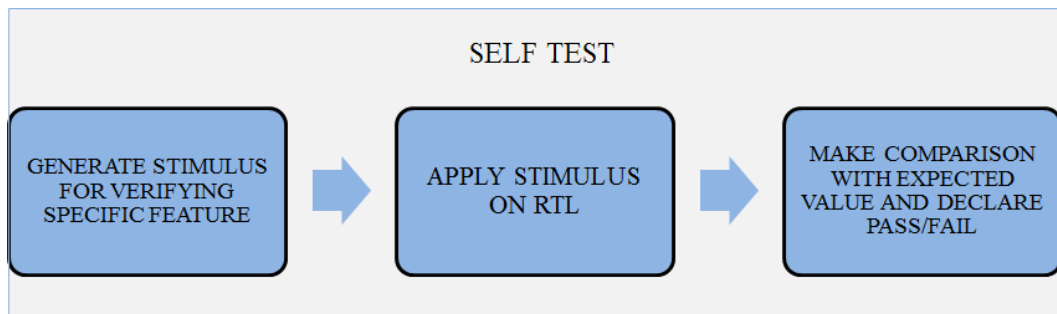 SELF TEST
GENERATE STIMULUS
FOR VERIFYING
SPECIFIC FEATURE
APPLY STIMULUS
ON RTL
MAKE COMPARISON
WITH EXPECTED
VALUE AND DECLARE
PASS/FAIL